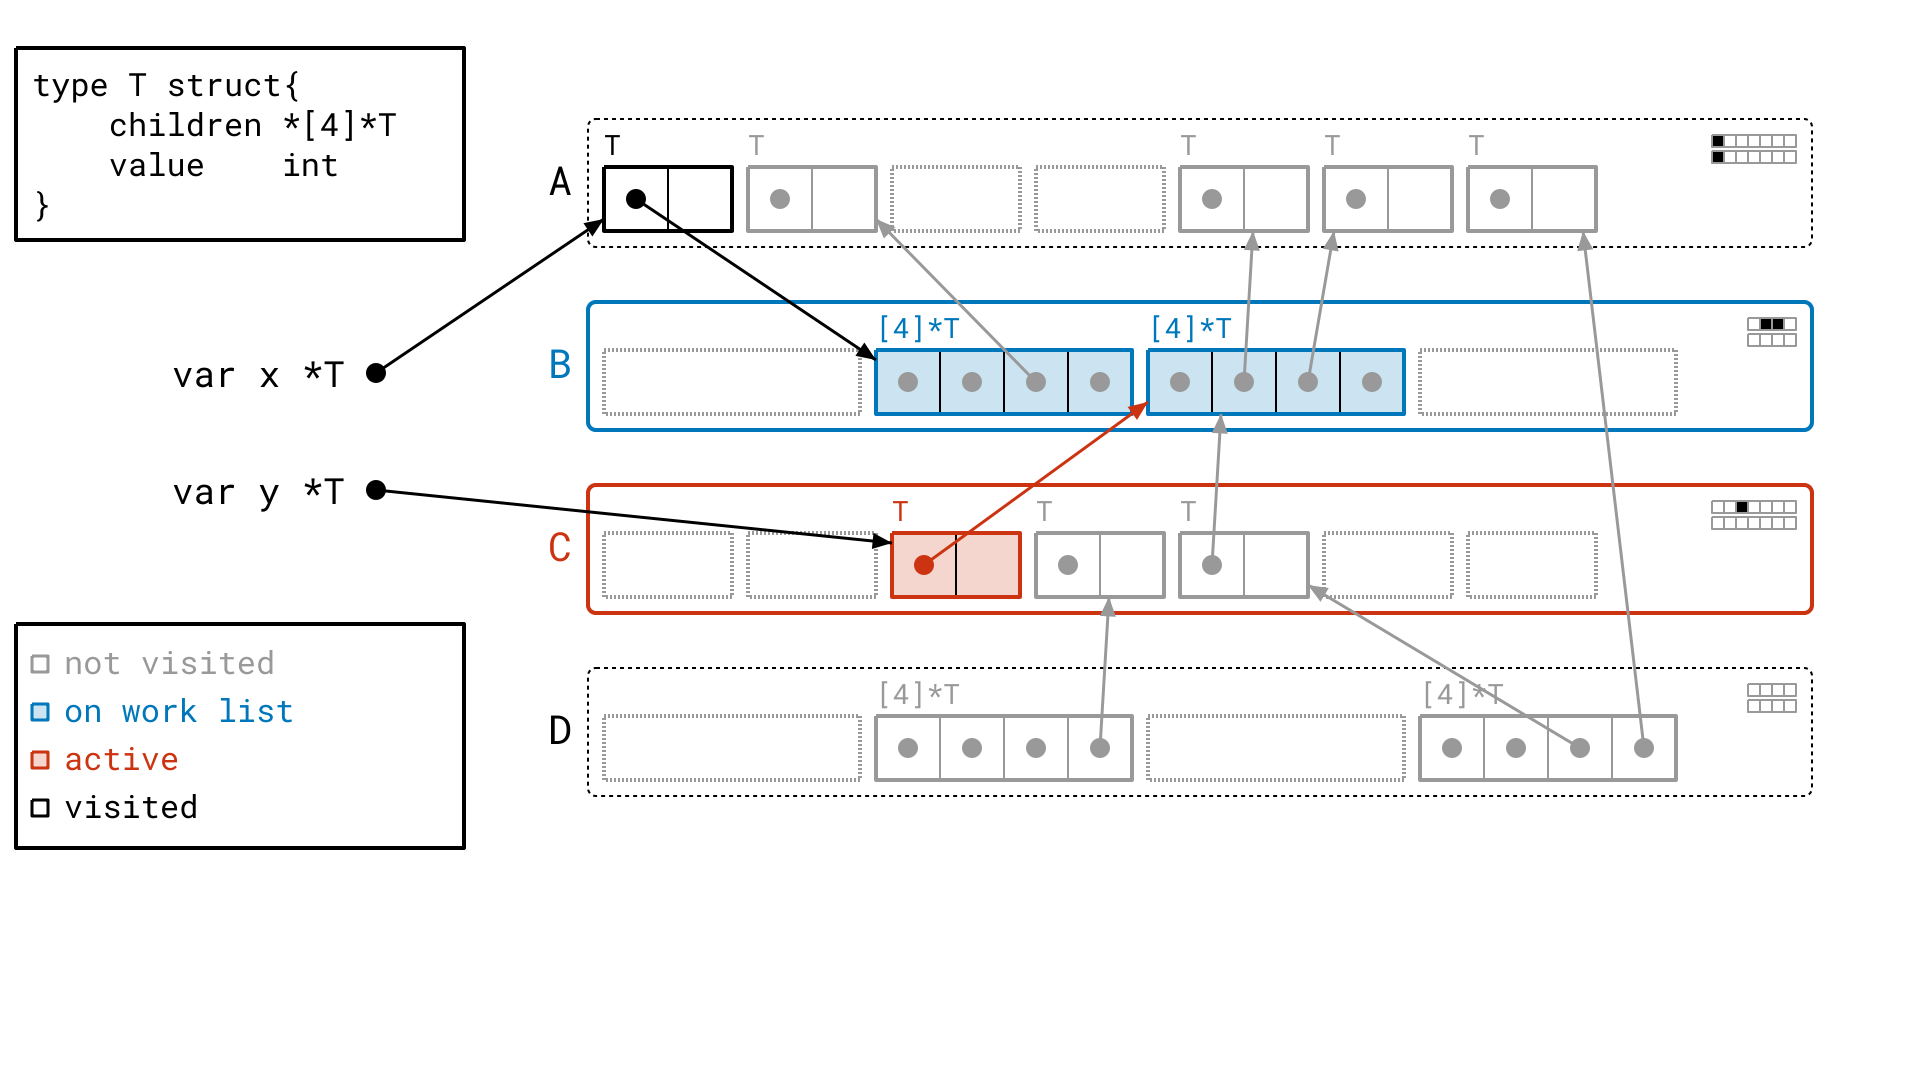 type T struct{
    children *[4]*T
    value    int
}
var x *T
var y *T
not visited
on work list
active
visited
A
T T T T T
B
[4]*T [4]*T
C
T T T
D
[4]*T [4]*T